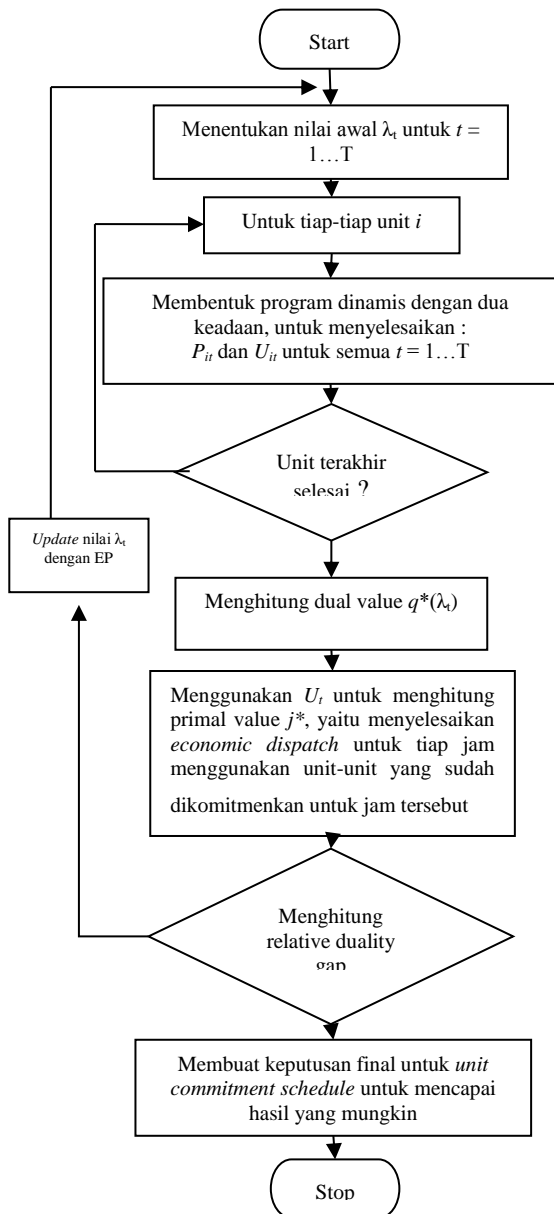 Start
Menentukan nilai awal λt untuk t =
1…T
Untuk tiap-tiap unit i
Membentuk program dinamis dengan dua
keadaan, untuk menyelesaikan :
Pit dan Uit untuk semua t = 1…T
Unit terakhir
selesai ?
Update nilai λt
dengan EP
Menghitung dual value q*(λt)
Menggunakan Ut untuk menghitung
primal value j*, yaitu menyelesaikan
economic dispatch untuk tiap jam
menggunakan unit-unit yang sudah
dikomitmenkan untuk jam tersebut
Menghitung
relative duality
gap
Membuat keputusan final untuk unit
commitment schedule untuk mencapai
hasil yang mungkin
Stop